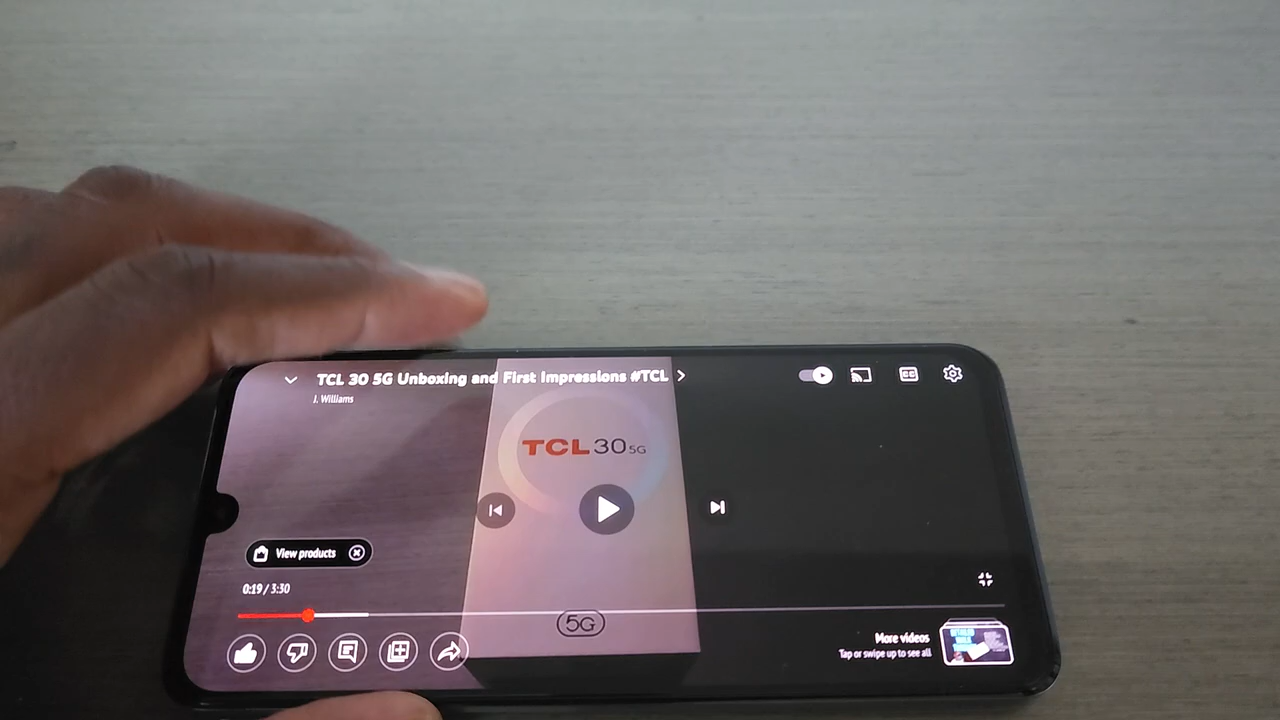 TCL 30 5G Unboxing and First Impressions #TCL
J. Williams
CC
TCL 30 5G
View products
0:19 / 3:30
5G
More videos
Tap or swipe up to see all